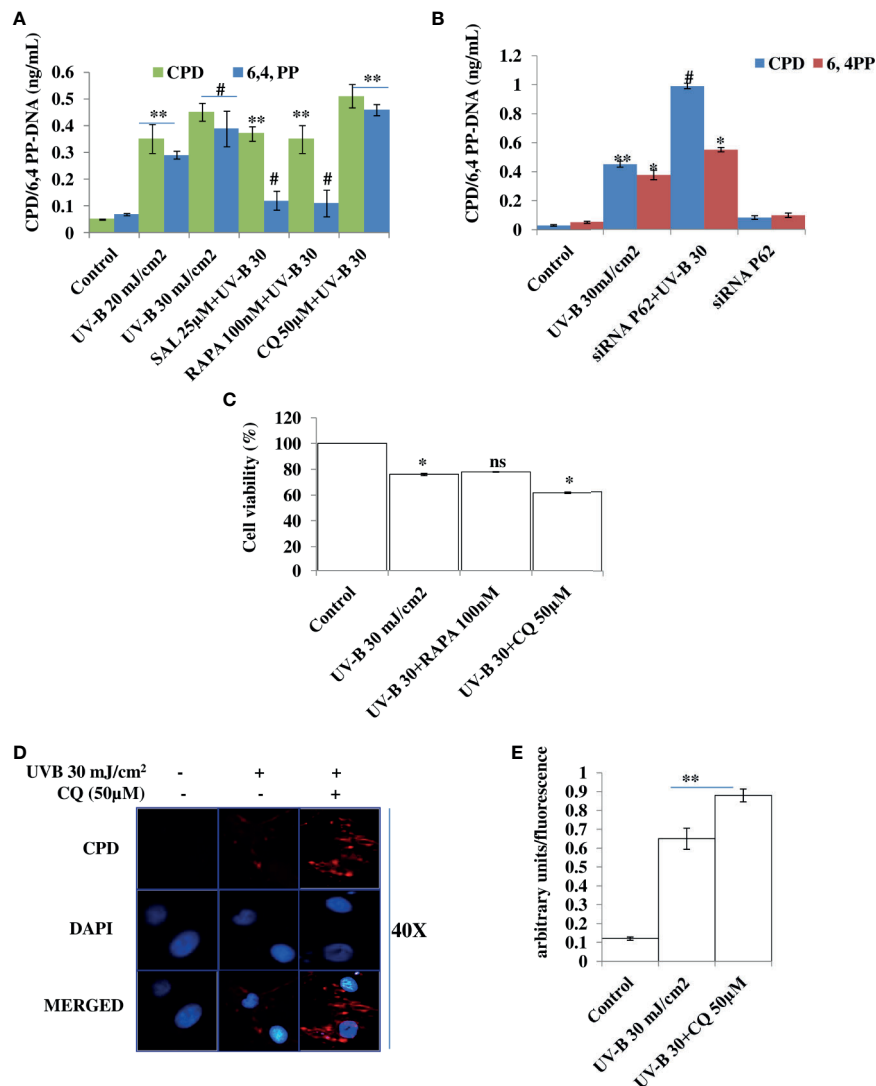 A
CPD/6,4 PP-DNA (ng/mL)
CPD 6,4, PP
0.6
0.5
0.4
0.3
0.2
0.1
0
**
#
**
#
**
#
**
Control
UV-B 20 mJ/cm2
UV-B 30 mJ/cm2
SAL 25µM+UV-B 30
RAPA 100nM+UV-B 30
CQ 50µM+UV-B 30
B
CPD/6,4 PP-DNA (ng/mL)
CPD 6, 4PP
1.2
1
0.8
0.6
0.4
0.2
0
**
*
#
*
Control
UV-B 30mJ/cm2
siRNA P62+UV-B 30
siRNA P62
C
Cell viability (%)
120
100
80
60
40
20
0
*
ns
*
Control
UV-B 30 mJ/cm2
UV-B 30+RAPA 100nM
UV-B 30+CQ 50µM
D
UVB 30 mJ/cm² - + +
CQ (50µM) - - +
CPD
DAPI
MERGED
40X
E
arbitrary units/fluorescence
1
0.9
0.8
0.7
0.6
0.5
0.4
0.3
0.2
0.1
0
**
Control
UV-B 30 mJ/cm2
UV-B 30+CQ 50µM